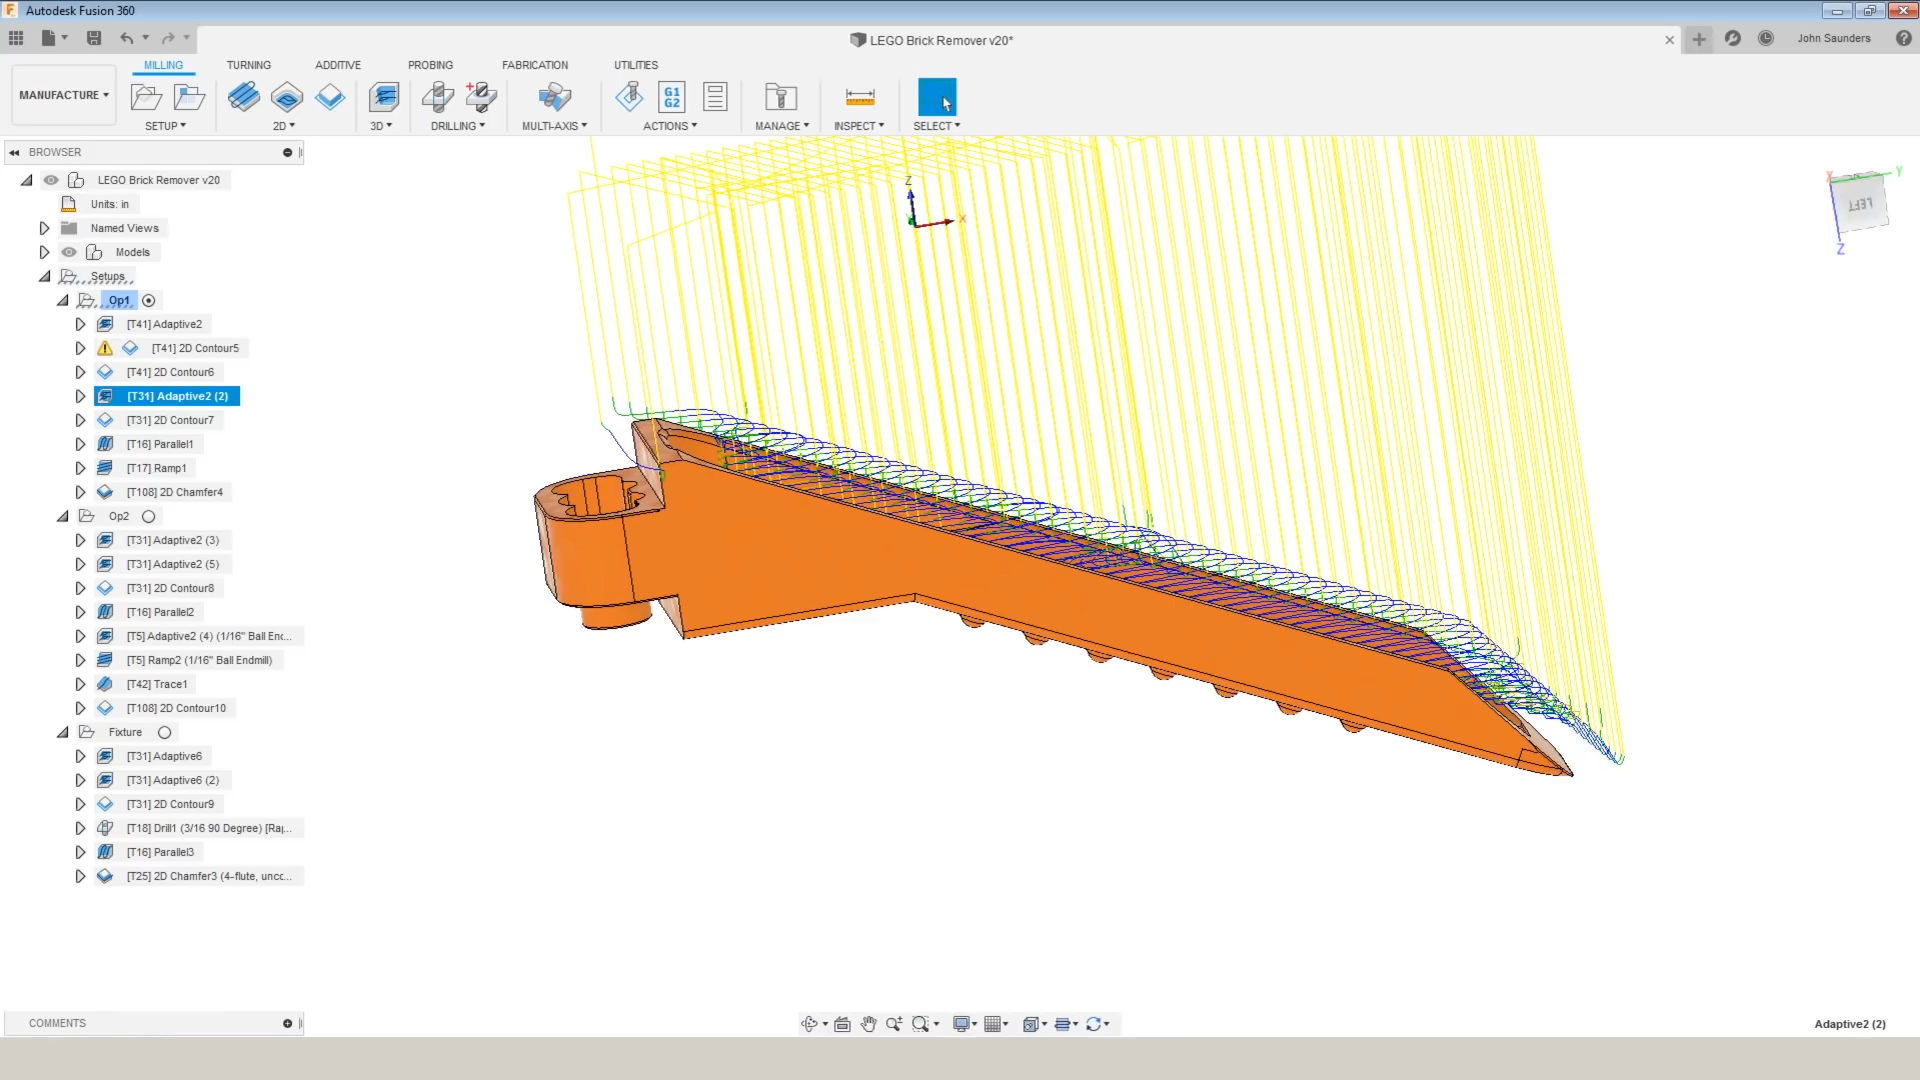 Autodesk Fusion 360
LEGO Brick Remover v20*
John Saunders
MILLING TURNING ADDITIVE PROBING FABRICATION UTILITIES
MANUFACTURE
G1
G2
SETUP 2D 3D DRILLING MULTI-AXIS ACTIONS MANAGE INSPECT SELECT
BROWSER
LEGO Brick Remover v20
Units: in
Named Views
Models
Setups
Op1
[T41] Adaptive2
[T41] 2D Contour5
[T41] 2D Contour6
[T31] Adaptive2 (2)
[T31] 2D Contour7
[T16] Parallel1
[T17] Ramp1
[T108] 2D Chamfer4
Op2
[T31] Adaptive2 (3)
[T31] Adaptive2 (5)
[T31] 2D Contour8
[T16] Parallel2
[T5] Adaptive2 (4) (1/16" Ball Enc...
[T5] Ramp2 (1/16" Ball Endmill)
[T42] Trace1
[T108] 2D Contour10
Fixture
[T31] Adaptive6
[T31] Adaptive6 (2)
[T31] 2D Contour9
[T18] Drill1 (3/16 90 Degree) [Raj...
[T16] Parallel3
[T25] 2D Chamfer3 (4-flute, uncc...
Z
X
X
Y
LEFT
Z
COMMENTS
Adaptive2 (2)